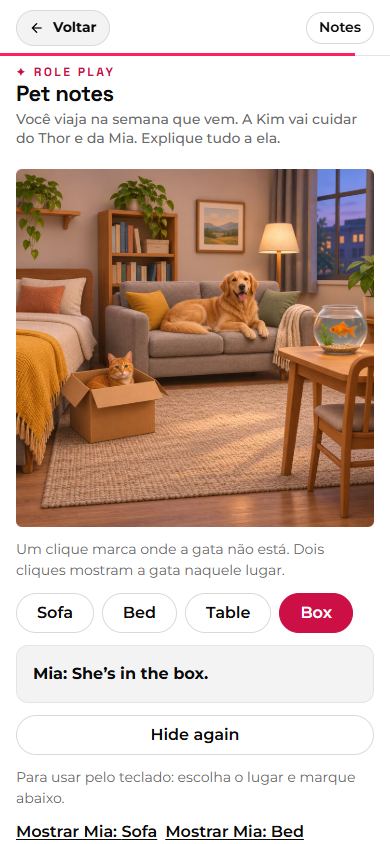 ← Voltar
Notes
✦ ROLE PLAY
Pet notes
Você viaja na semana que vem. A Kim vai cuidar
do Thor e da Mia. Explique tudo a ela.
Um clique marca onde a gata não está. Dois
cliques mostram a gata naquele lugar.
Sofa
Bed
Table
Box
Mia: She’s in the box.
Hide again
Para usar pelo teclado: escolha o lugar e marque
abaixo.
Mostrar Mia: Sofa Mostrar Mia: Bed